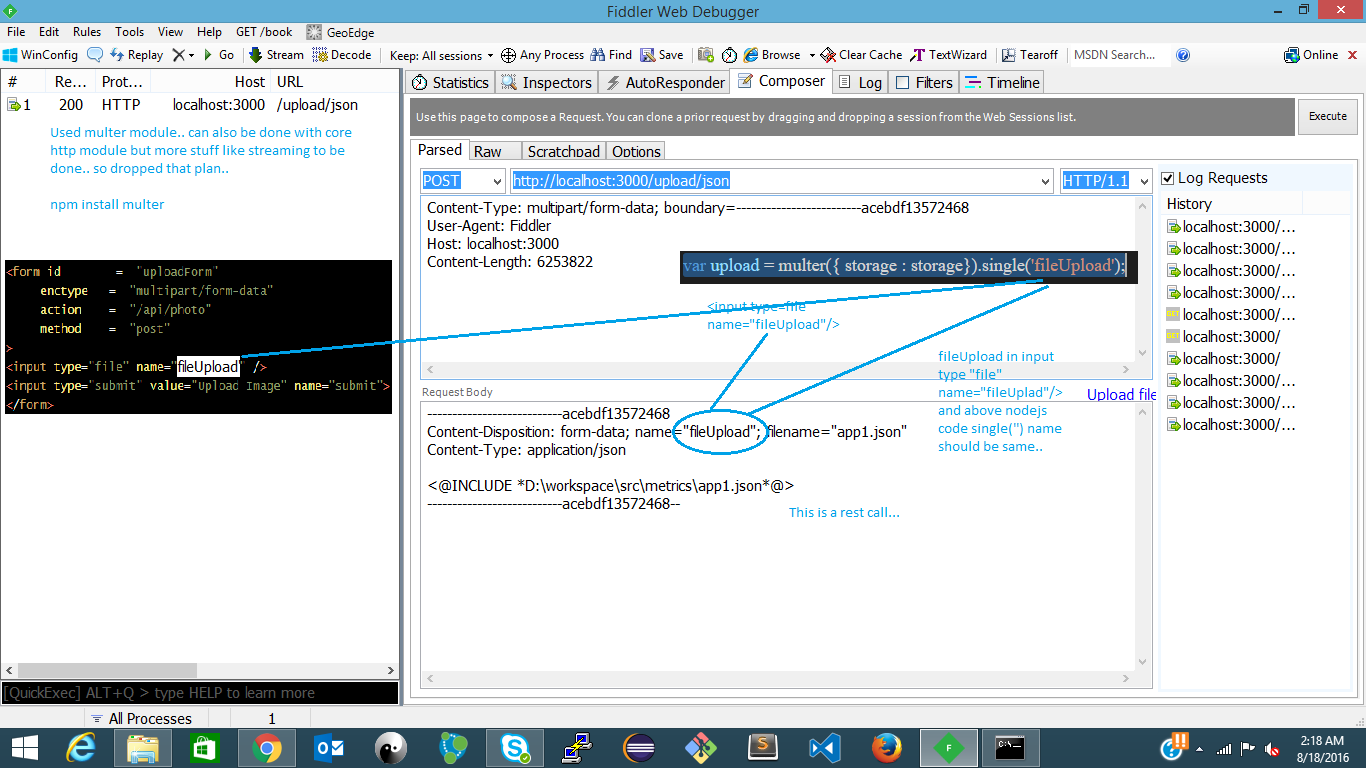 Fiddler Web Debugger
File Edit Rules Tools View Help GET /book GeoEdge
WinConfig Replay Go Stream Decode Keep: All sessions Any Process Find Save Browse Clear Cache TextWizard Tearoff MSDN Search... Online
# Re... Prot... Host URL
1 200 HTTP localhost:3000 /upload/json
Used multer module.. can also be done with core
http module but more stuff like streaming to be
done.. so dropped that plan..
npm install multer
<form id = "uploadForm"
enctype = "multipart/form-data"
action = "/api/photo"
method = "post"
>
<input type="file" name="fileUpload" />
<input type="submit" value="Upload Image" name="submit">
</form>
[QuickExec] ALT+Q > type HELP to learn more
Statistics Inspectors AutoResponder Composer Log Filters Timeline
Use this page to compose a Request. You can clone a prior request by dragging and dropping a session from the Web Sessions list.
Execute
Parsed Raw Scratchpad Options
POST http://localhost:3000/upload/json HTTP/1.1
Content-Type: multipart/form-data; boundary=-------------------------acebdf13572468
User-Agent: Fiddler
Host: localhost:3000
Content-Length: 6253822
var upload = multer({ storage : storage}).single('fileUpload');
<input type=file
name="fileUpload"/>
fileUpload in input
type "file"
name="fileUplad"/>
and above nodejs
code single('') name
should be same..
Request Body
Upload file
---------------------------acebdf13572468
Content-Disposition: form-data; name="fileUpload"; filename="app1.json"
Content-Type: application/json
<@INCLUDE *D:\workspace\src\metrics\app1.json*@>
---------------------------acebdf13572468--
This is a rest call...
Log Requests
History
localhost:3000/...
localhost:3000/...
localhost:3000/...
localhost:3000/...
localhost:3000/...
localhost:3000/
localhost:3000/
localhost:3000/...
localhost:3000/...
localhost:3000/...
All Processes 1
2:18 AM
8/18/2016